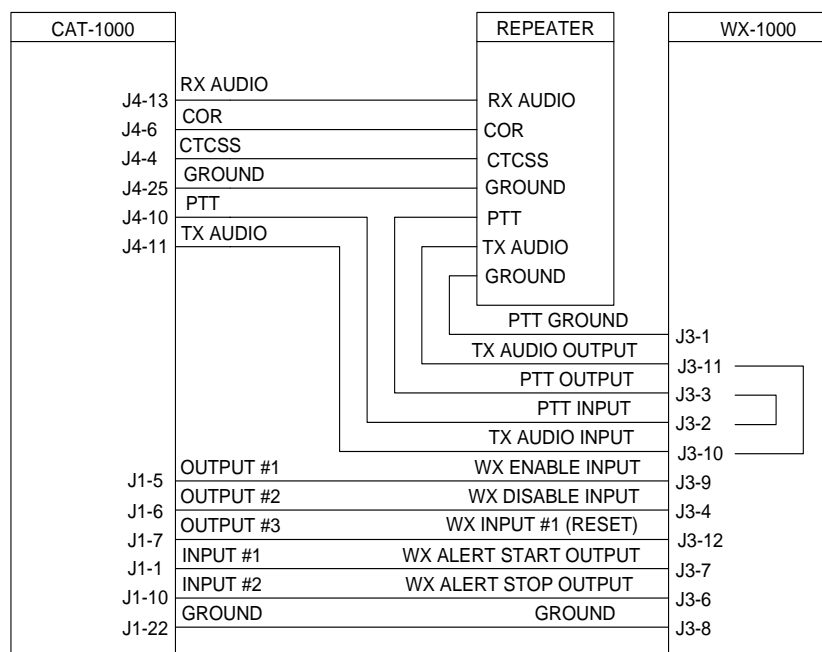 CAT-1000 REPEATER WX-1000
RX AUDIO
J4-13 RX AUDIO
COR
J4-6 COR
CTCSS
J4-4 CTCSS
GROUND
J4-25 GROUND
PTT
J4-10 PTT
TX AUDIO
J4-11 TX AUDIO
GROUND
PTT GROUND
J3-1
TX AUDIO OUTPUT
J3-11
PTT OUTPUT
J3-3
PTT INPUT
J3-2
TX AUDIO INPUT
J3-10
OUTPUT #1 WX ENABLE INPUT
J1-5 J3-9
OUTPUT #2 WX DISABLE INPUT
J1-6 J3-4
OUTPUT #3 WX INPUT #1 (RESET)
J1-7 J3-12
INPUT #1 WX ALERT START OUTPUT
J1-1 J3-7
INPUT #2 WX ALERT STOP OUTPUT
J1-10 J3-6
GROUND GROUND
J1-22 J3-8